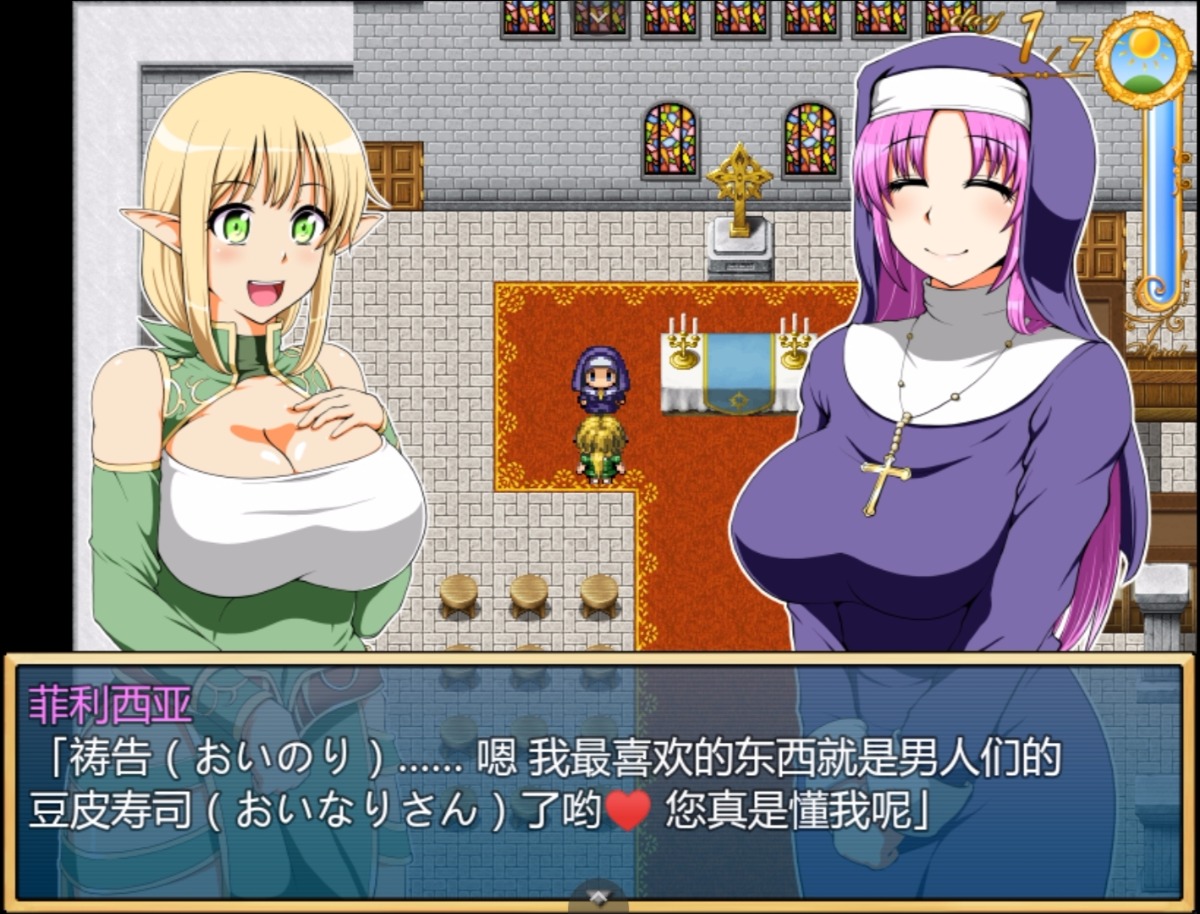 day 1/7
菲利西亚
「祷告(おいのり)...... 嗯 我最喜欢的东西就是男人们的
豆皮寿司(おいなりさん)了哟♥ 您真是懂我呢」